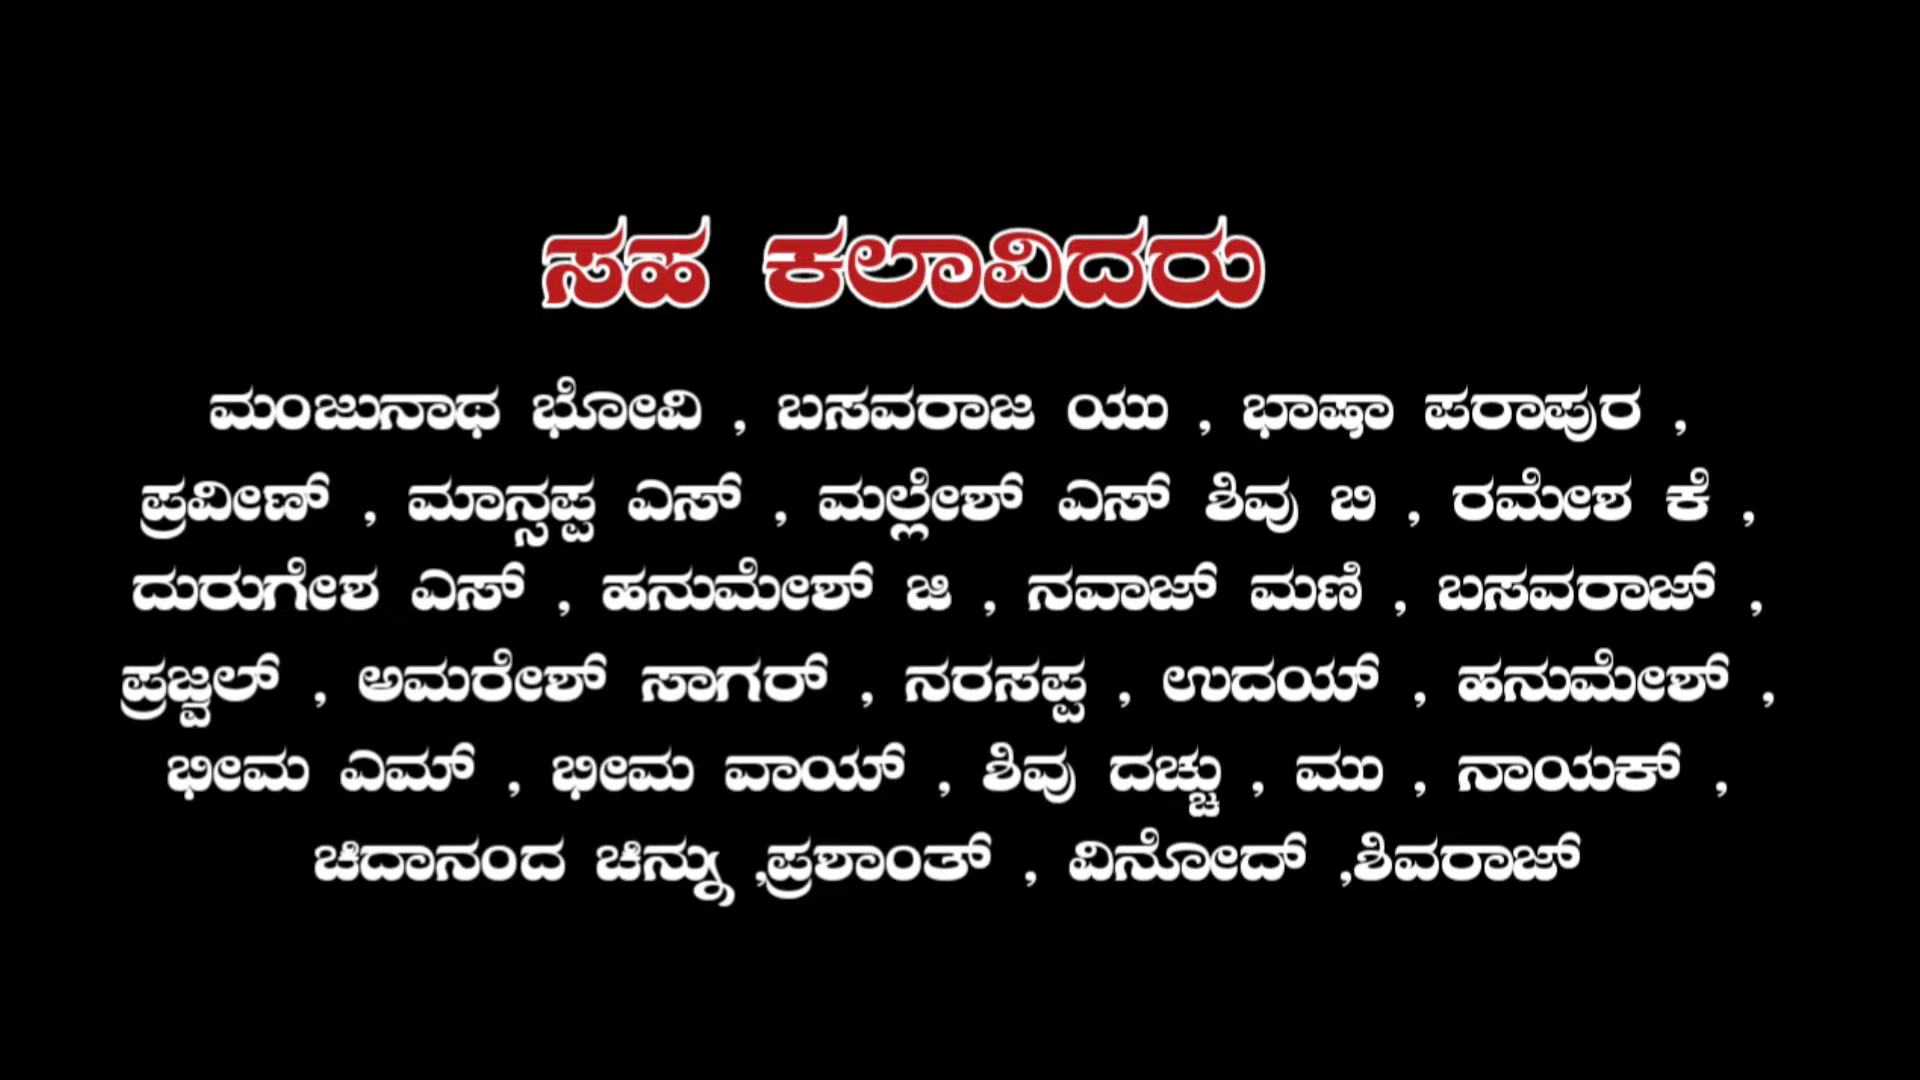 ಸಹ ಕಲಾವಿದರು
ಮಂಜುನಾಥ ಭೋವಿ , ಬಸವರಾಜ ಯು , ಭಾಷಾ ಪರಾಪುರ ,
ಪ್ರವೀಣ್ , ಮಾನ್ಸಪ್ಪ ಎಸ್ , ಮಲ್ಲೇಶ್ ಎಸ್ ಶಿವು ಬಿ , ರಮೇಶ ಕೆ ,
ದುರುಗೇಶ ಎಸ್ , ಹನುಮೇಶ್ ಜಿ , ನವಾಜ್ ಮಣಿ , ಬಸವರಾಜ್ ,
ಪ್ರಜ್ವಲ್ , ಅಮರೇಶ್ ಸಾಗರ್ , ನರಸಪ್ಪ , ಉದಯ್ , ಹನುಮೇಶ್ ,
ಭೀಮ ಎಮ್ , ಭೀಮ ವಾಯ್ , ಶಿವು ದಚ್ಚು , ಮು , ನಾಯಕ್ ,
ಚಿದಾನಂದ ಚಿನ್ನು ,ಪ್ರಶಾಂತ್ , ವಿನೋದ್ ,ಶಿವರಾಜ್